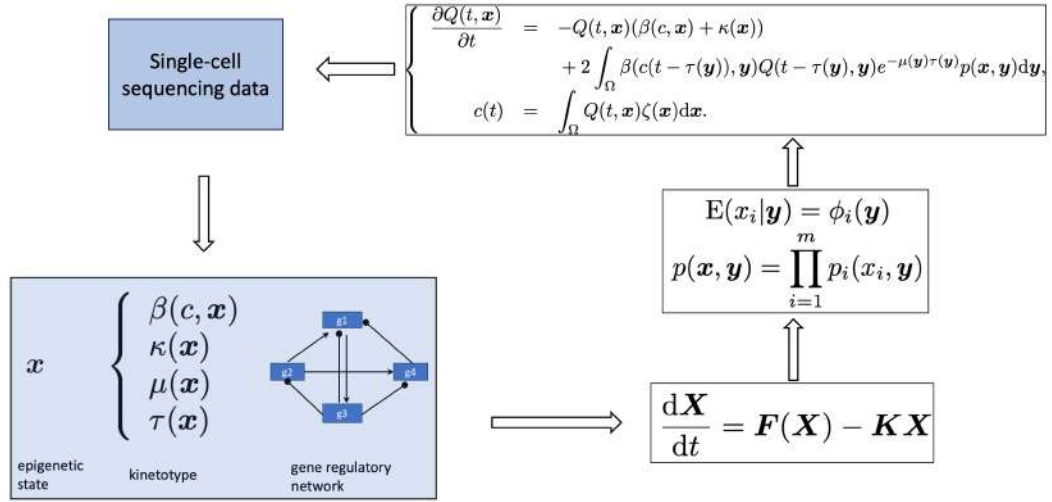 Single-cell
sequencing data
∂Q(t, x)/∂t = −Q(t, x)(β(c, x) + κ(x))
+ 2 ∫_Ω β(c(t − τ(y)), y)Q(t − τ(y), y)e^{−μ(y)τ(y)}p(x, y)dy,
c(t) = ∫_Ω Q(t, x)ζ(x)dx.
E(x_i|y) = φ_i(y)
p(x, y) = ∏_{i=1}^{m} p_i(x_i, y)
dX/dt = F(X) − KX
x
β(c, x)
κ(x)
μ(x)
τ(x)
g1
g2
g4
g3
epigenetic
state
kinetotype
gene regulatory
network